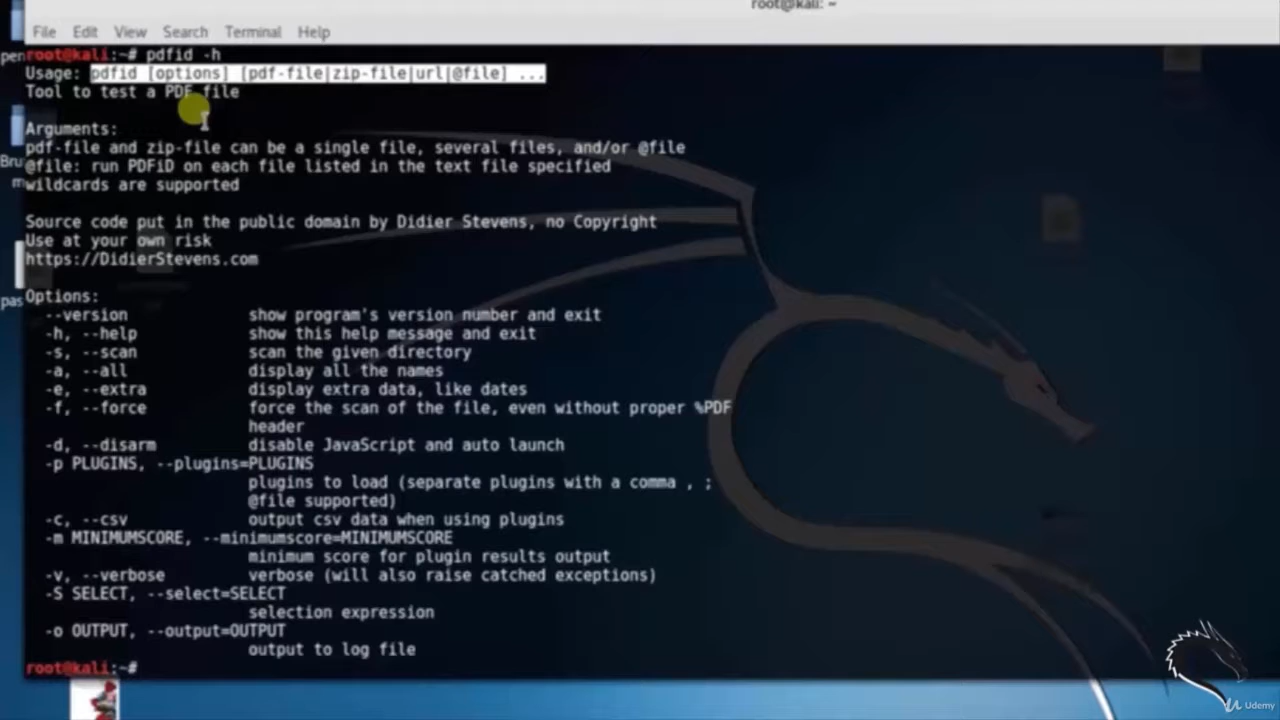 root@kali: ~
File Edit View Search Terminal Help
root@kali:~# pdfid -h
Usage: pdfid [options] [pdf-file|zip-file|url|@file] ...
Tool to test a PDF file
Arguments:
pdf-file and zip-file can be a single file, several files, and/or @file
@file: run PDFiD on each file listed in the text file specified
wildcards are supported
Source code put in the public domain by Didier Stevens, no Copyright
Use at your own risk
https://DidierStevens.com
Options:
--version show program's version number and exit
-h, --help show this help message and exit
-s, --scan scan the given directory
-a, --all display all the names
-e, --extra display extra data, like dates
-f, --force force the scan of the file, even without proper %PDF
header
-d, --disarm disable JavaScript and auto launch
-p PLUGINS, --plugins=PLUGINS
plugins to load (separate plugins with a comma , ;
@file supported)
-c, --csv output csv data when using plugins
-m MINIMUMSCORE, --minimumscore=MINIMUMSCORE
minimum score for plugin results output
-v, --verbose verbose (will also raise catched exceptions)
-S SELECT, --select=SELECT
selection expression
-o OUTPUT, --output=OUTPUT
output to log file
root@kali:~#
Udemy